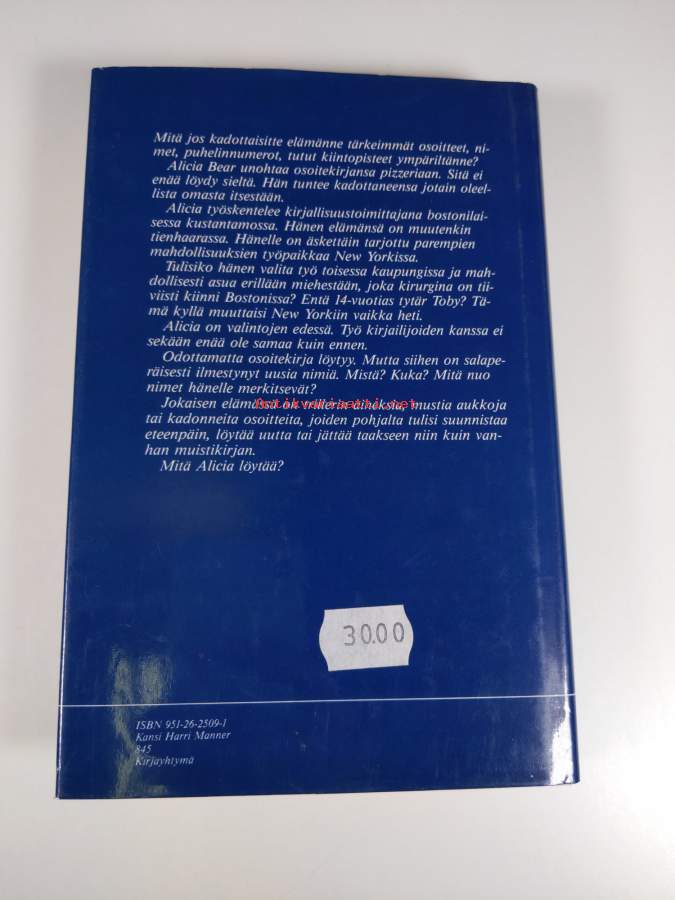 Mitä jos kadottaisitte elämänne tärkeimmät osoitteet, ni-
met, puhelinnumerot, tutut kiintopisteet ympäriltänne?
Alicia Bear unohtaa osoitekirjansa pizzeriaan. Sitä ei
enää löydy sieltä. Hän tuntee kadottaneensa jotain oleel-
lista omasta itsestään.
Alicia työskentelee kirjallisuustoimittajana bostonilai-
sessa kustantamossa. Hänen elämänsä on muutenkin
tienhaarassa. Hänelle on äskettäin tarjottu parempien
mahdollisuuksien työpaikkaa New Yorkissa.
Tulisiko hänen valita työ toisessa kaupungissa ja mah-
dollisesti asua erillään miehestään, joka kirurgina on tii-
viisti kiinni Bostonissa? Entä 14-vuotias tytär Toby? Tä-
mä kyllä muuttaisi New Yorkiin vaikka heti.
Alicia on valintojen edessä. Työ kirjailijoiden kanssa ei
sekään enää ole samaa kuin ennen.
Odottamatta osoitekirja löytyy. Mutta siihen on salape-
räisesti ilmestynyt uusia nimiä. Mistä? Kuka? Mitä nuo
nimet hänelle merkitsevät?
Jokaisen elämässä on mustia aukkoja
tai kadonneita osoitteita, joiden pohjalta tulisi suunnistaa
eteenpäin, löytää uutta tai jättää taakseen niin kuin van-
han muistikirjan.
Mitä Alicia löytää?
30.00
ISBN 951-26-2509-1
Kansi Harri Manner
845
Kirjayhtymä